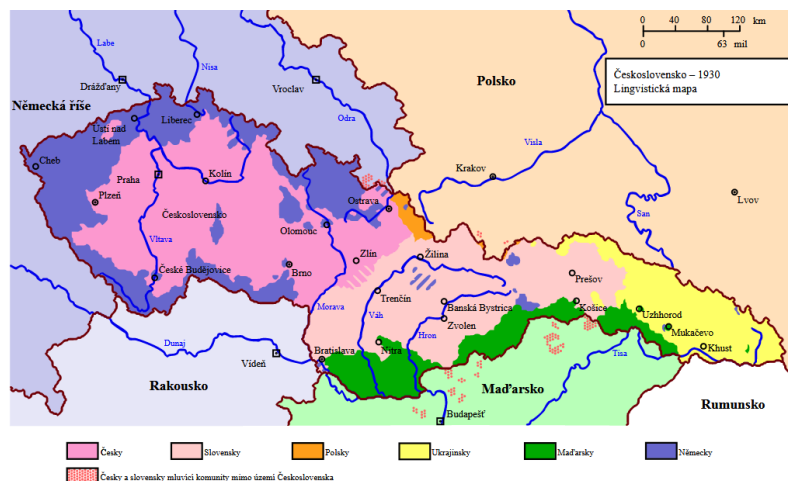 0 40 80 120 km
0 63 mil
Československo – 1930
Lingvistická mapa
Labe
Nisa
Drážďany
Vroclav
Polsko
Německá říše
Odra
Liberec
Ústí nad
Labem
Visla
Cheb
Praha
Kolín
Krakov
Plzeň
Ostrava
Lvov
Československo
San
Olomouc
Vltava
Zlín
Žilina
České Budějovice
Brno
Prešov
Trenčín
Morava
Váh
Banská Bystrica
Košice
Užhorod
Zvolen
Mukačevo
Hron
Dunaj
Nitra
Khust
Bratislava
Tisa
Vídeň
Rakousko
Maďarsko
Rumunsko
Budapešť
Česky
Slovensky
Polsky
Ukrajinsky
Maďarsky
Německy
Česky a slovensky mluvící komunity mimo území Československa